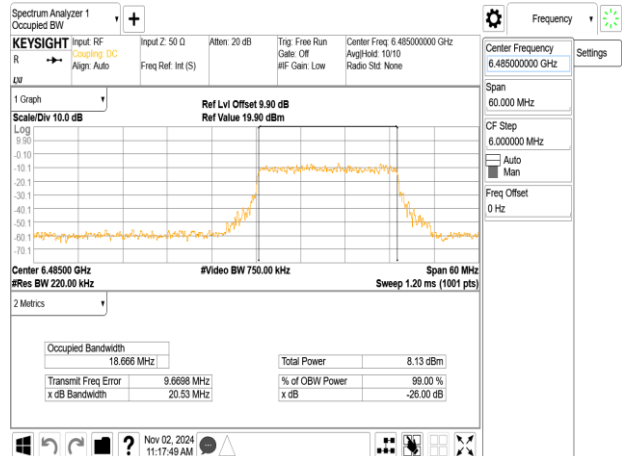 Spectrum Analyzer 1
Occupied BW
Frequency
KEYSIGHT
R
LXI
Input: RF
Coupling: DC
Align: Auto
Input Z: 50 Ω
Freq Ref: Int (S)
Atten: 20 dB
Trig: Free Run
Gate: Off
#IF Gain: Low
Center Freq: 6.485000000 GHz
Avg|Hold: 10/10
Radio Std: None
Center Frequency
6.485000000 GHz
Settings
Span
60.000 MHz
CF Step
6.000000 MHz
Auto
Man
Freq Offset
0 Hz
1 Graph
Scale/Div 10.0 dB
Ref Lvl Offset 9.90 dB
Ref Value 19.90 dBm
Log
9.90
-0.10
-10.1
-20.1
-30.1
-40.1
-50.1
-60.1
-70.1
Center 6.48500 GHz
#Video BW 750.00 kHz
Span 60 MHz
#Res BW 220.00 kHz
Sweep 1.20 ms (1001 pts)
2 Metrics
Occupied Bandwidth
18.666 MHz
Total Power 8.13 dBm
Transmit Freq Error 9.6698 MHz
% of OBW Power 99.00 %
x dB Bandwidth 20.53 MHz
x dB -26.00 dB
?
Nov 02, 2024
11:17:49 AM